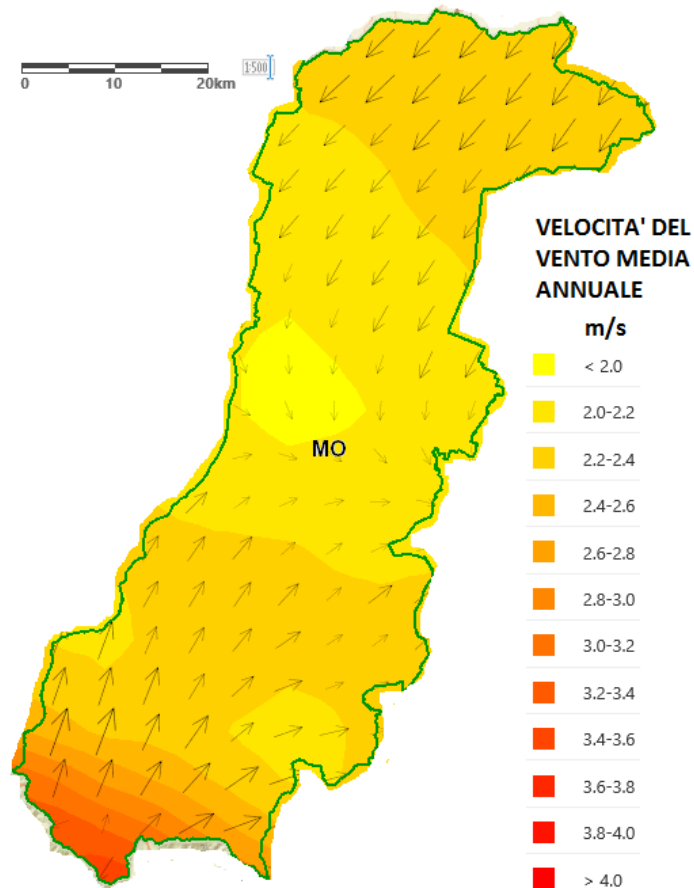 0 10 20km
1:500
VELOCITA' DEL
VENTO MEDIA
ANNUALE
m/s
< 2.0
2.0-2.2
2.2-2.4
2.4-2.6
2.6-2.8
2.8-3.0
3.0-3.2
3.2-3.4
3.4-3.6
3.6-3.8
3.8-4.0
> 4.0
MO